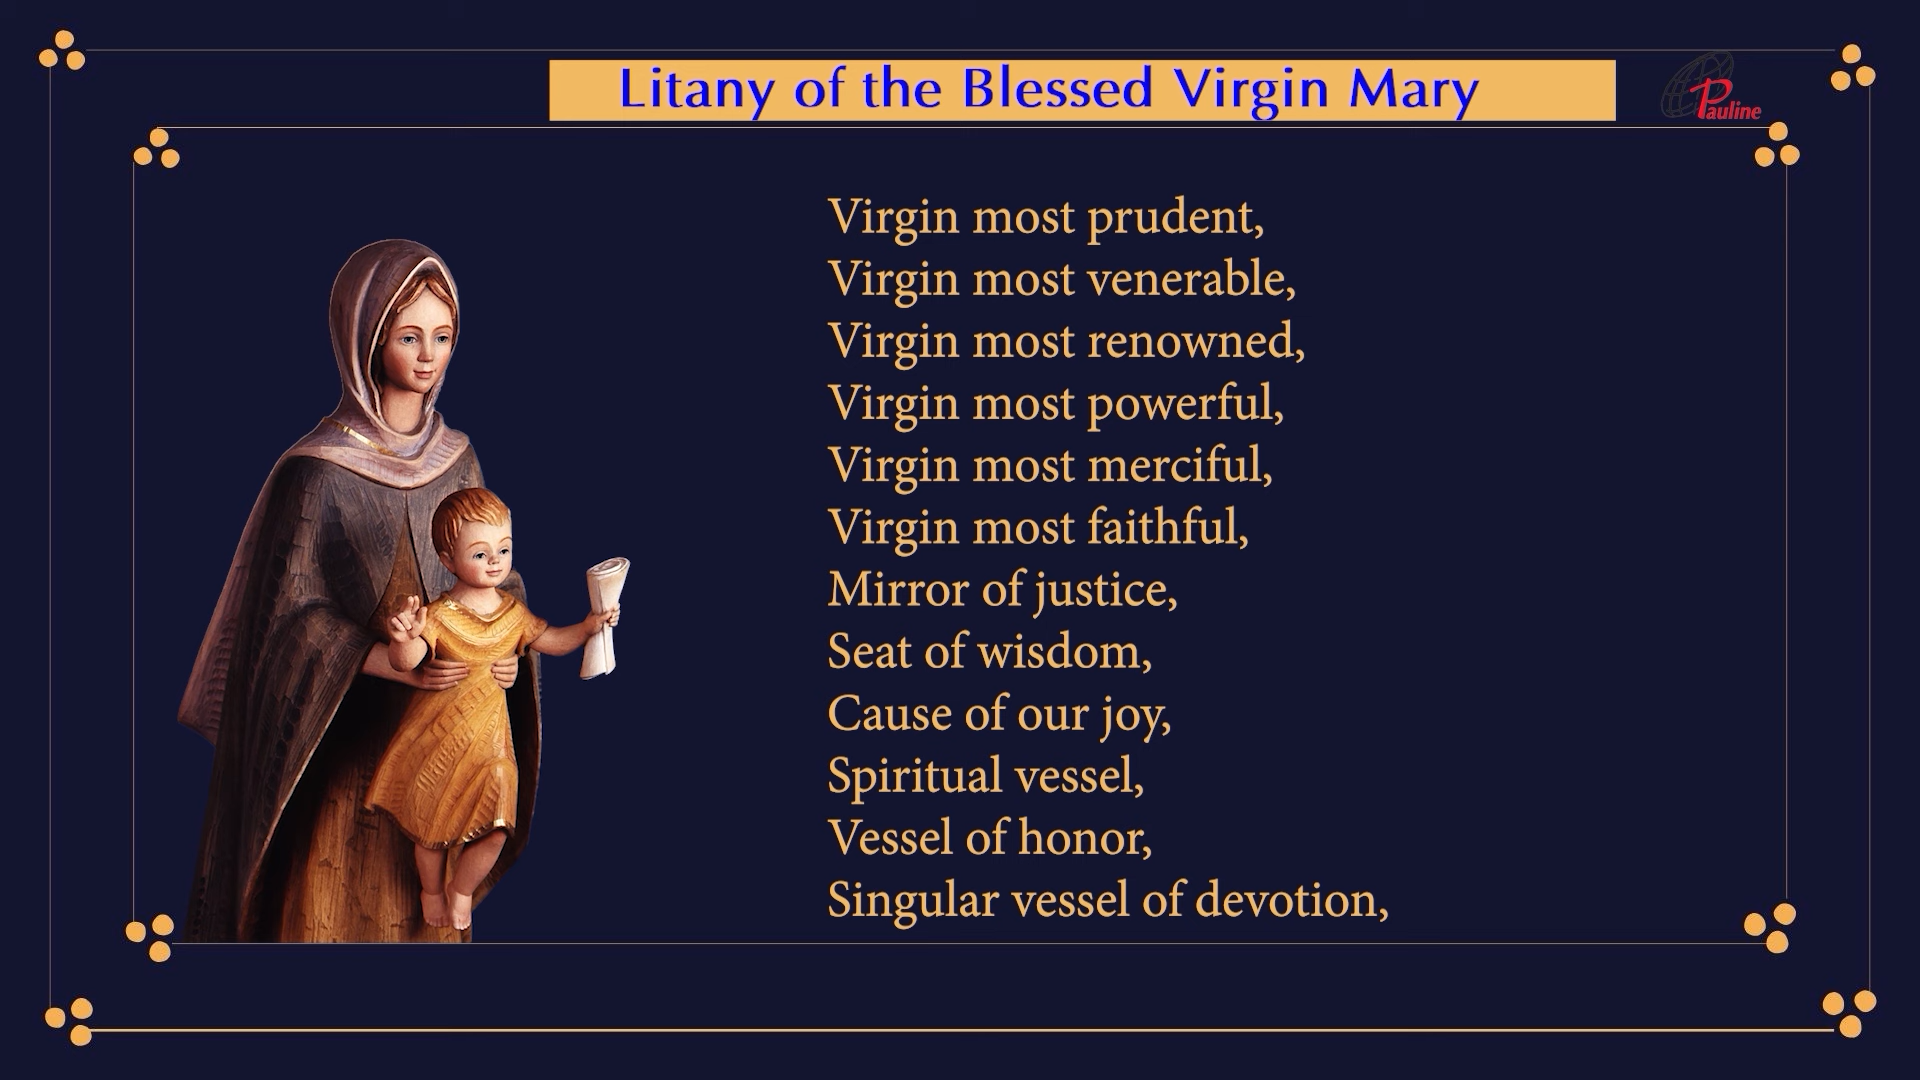 Litany of the Blessed Virgin Mary
Pauline
Virgin most prudent,
Virgin most venerable,
Virgin most renowned,
Virgin most powerful,
Virgin most merciful,
Virgin most faithful,
Mirror of justice,
Seat of wisdom,
Cause of our joy,
Spiritual vessel,
Vessel of honor,
Singular vessel of devotion,